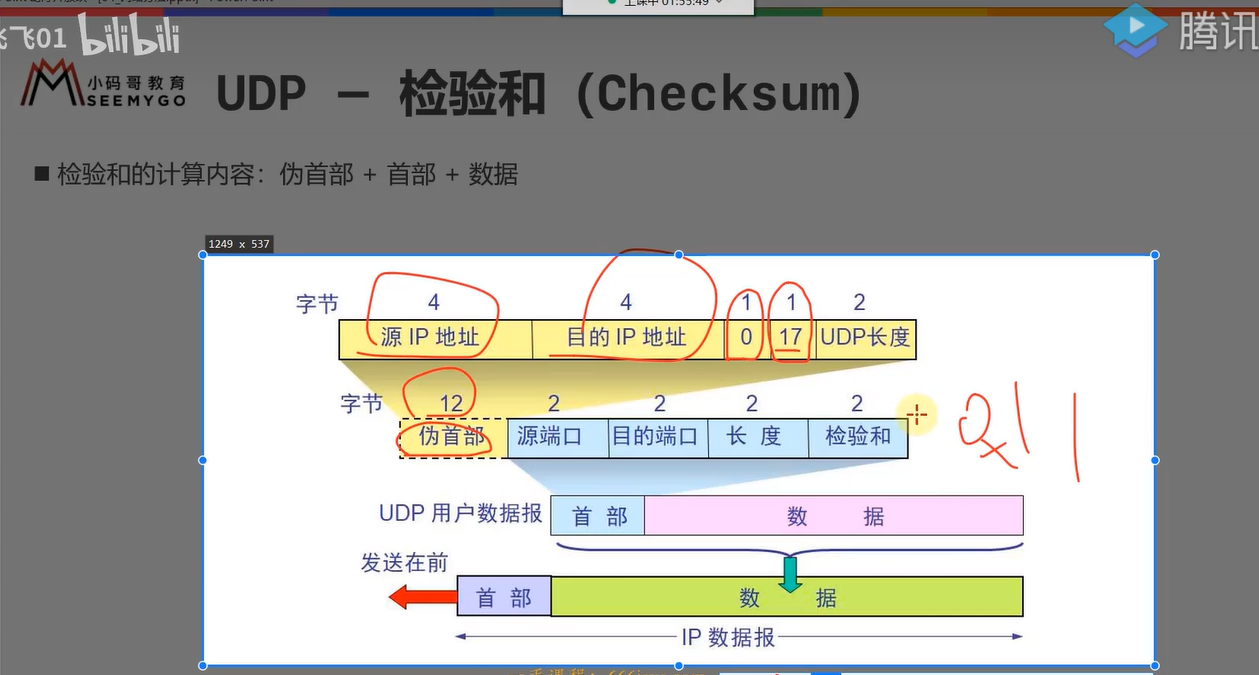 上课中 01:55:49
飞飞01 bilibili
腾讯
小码哥教育
SEEMYGO
UDP – 检验和（Checksum）
■ 检验和的计算内容：伪首部 + 首部 + 数据
1249 x 537
字节 4 4 1 1 2
源 IP 地址 目的 IP 地址 0 17 UDP长度
字节 12 2 2 2 2
伪首部 源端口 目的端口 长 度 检验和
0x11
UDP 用户数据报 首 部 数 据
发送在前
首 部 数 据
IP 数据报